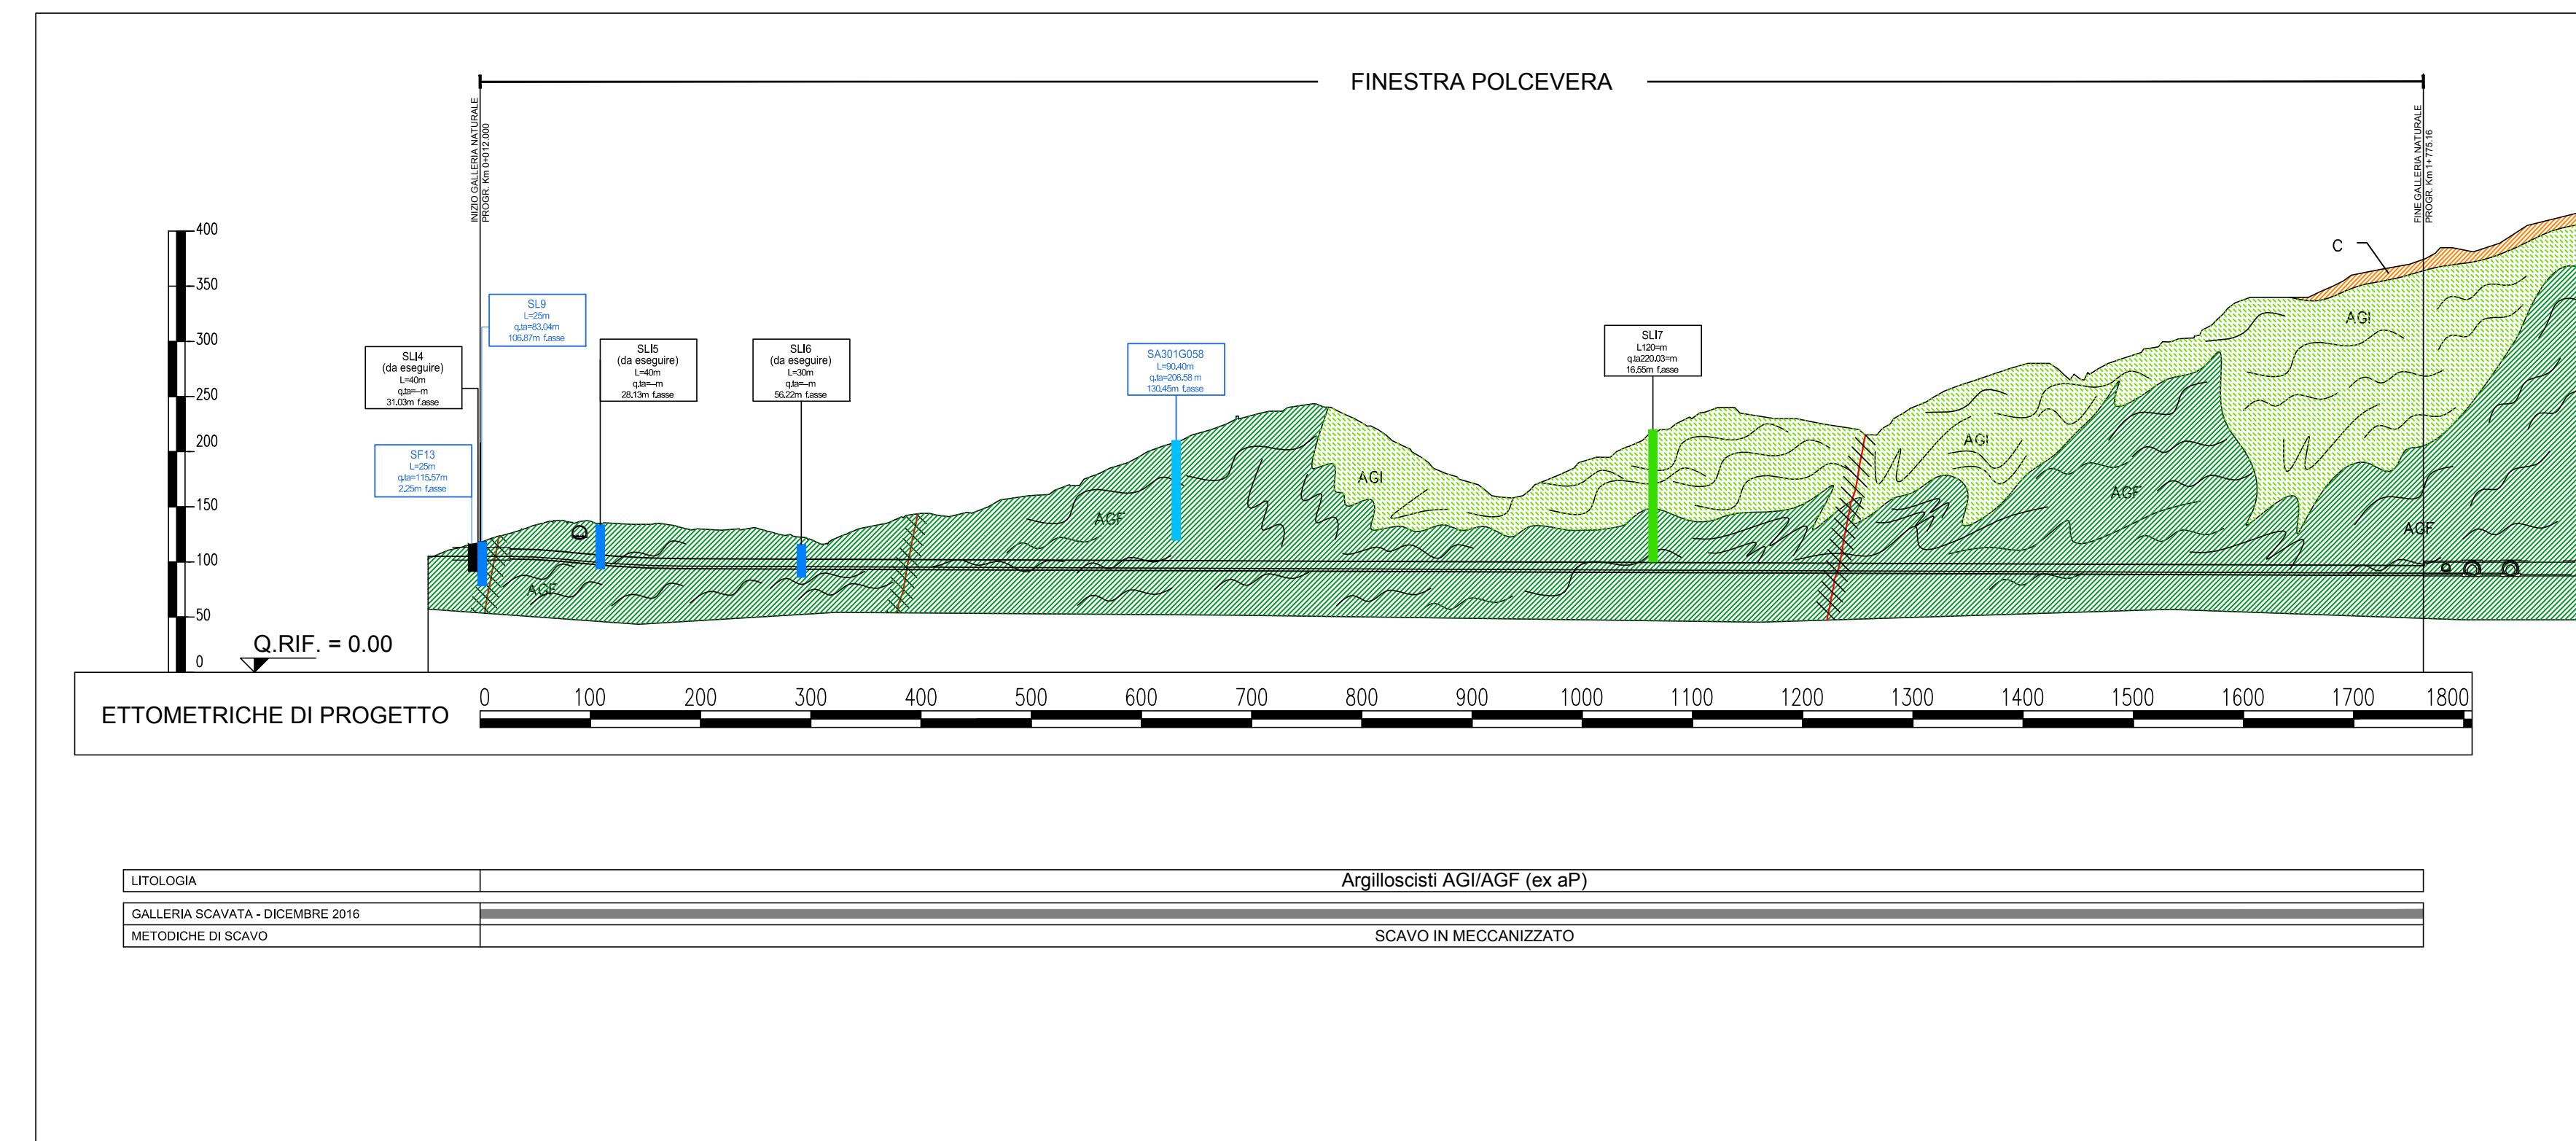 FINESTRA POLCEVERA
INIZIO GALLERIA NATURALE
PROGR. Km 0+012.000
FINE GALLERIA NATURALE
PROGR. Km 1+775.16
400
350
300
250
200
150
100
50
0
SL9
L=25m
q.ta=83.04m
106.87m f.asse
SLI4
(da eseguire)
L=40m
q.ta=--m
31.03m f.asse
SF13
L=25m
q.ta=115.57m
2.25m f.asse
SLI5
(da eseguire)
L=40m
q.ta=--m
28.13m f.asse
SLI6
(da eseguire)
L=30m
q.ta=--m
56.22m f.asse
SA301G058
L=90.40m
q.ta=206.58 m
130.45m f.asse
SLI7
L120=m
q.ta220.03=m
16.55m f.asse
C
AGI
AGI
AGI
AGF
AGF
AGF
AGF
Q.RIF. = 0.00
ETTOMETRICHE DI PROGETTO
0 100 200 300 400 500 600 700 800 900 1000 1100 1200 1300 1400 1500 1600 1700 1800
LITOLOGIA
Argilloscisti AGI/AGF (ex aP)
GALLERIA SCAVATA - DICEMBRE 2016
METODICHE DI SCAVO
SCAVO IN MECCANIZZATO